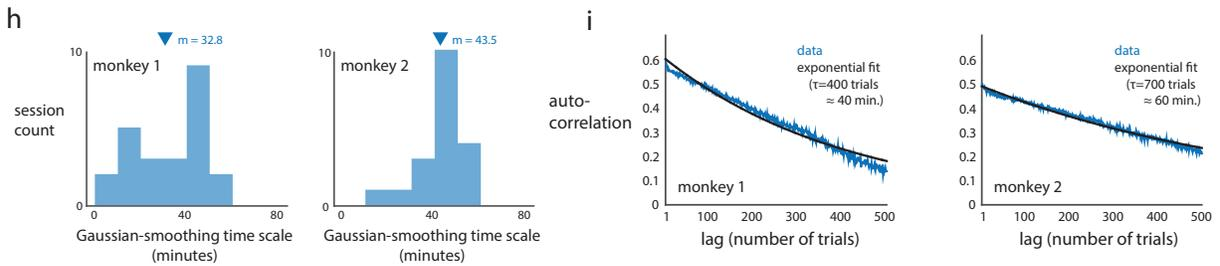 h
m = 32.8
10
monkey 1
session
count
0
0
40
80
Gaussian-smoothing time scale
(minutes)
m = 43.5
10
monkey 2
0
0
40
80
Gaussian-smoothing time scale
(minutes)
i
auto-
correlation
0.6
0.5
0.4
0.3
0.2
0.1
0
data
exponential fit
(τ=400 trials
≈ 40 min.)
monkey 1
1
100
200
300
400
500
lag (number of trials)
0.6
0.5
0.4
0.3
0.2
0.1
0
data
exponential fit
(τ=700 trials
≈ 60 min.)
monkey 2
1
100
200
300
400
500
lag (number of trials)